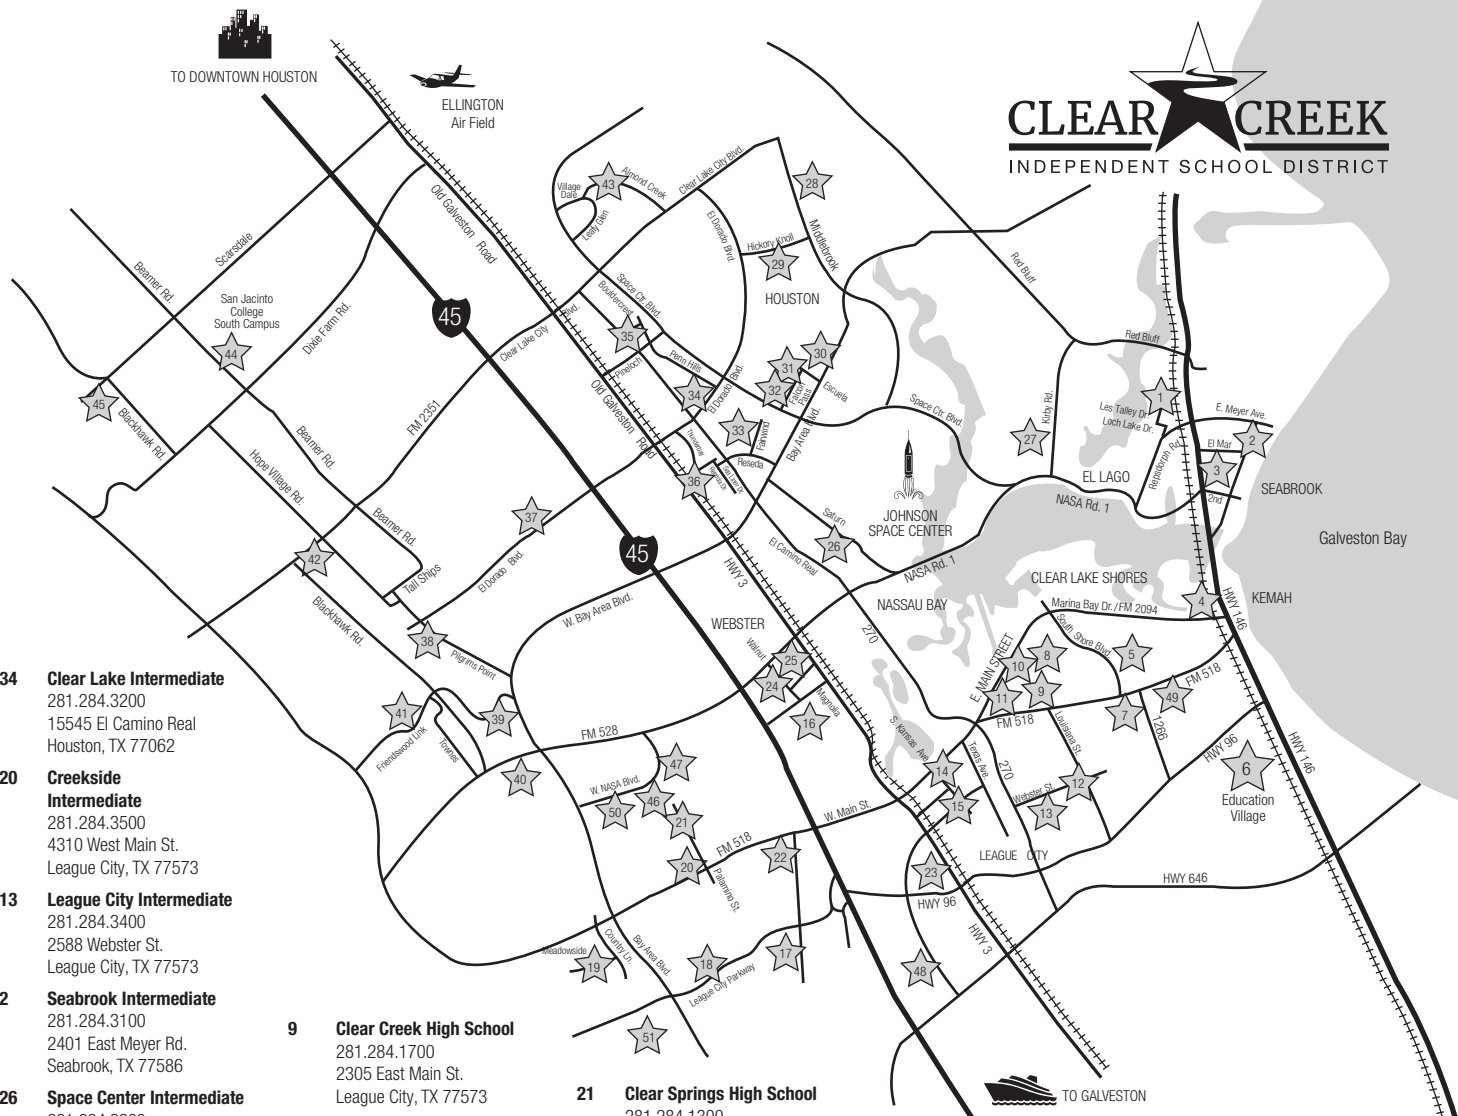 TO DOWNTOWN HOUSTON
ELLINGTON
Air Field
CLEAR CREEK
INDEPENDENT SCHOOL DISTRICT
45
Old Galveston Road
Scarsdale
Beamer Rd.
San Jacinto
College
South Campus
44
Dixie Farm Rd.
45
Blackhawk Rd.
Hope Village Rd.
Beamer Rd.
FM 2351
Clear Lake City Blvd.
Village
Dale
43
Almond Creek
Leafy Glen
Clear Lake City Blvd.
El Dorado Blvd.
28
Middlebrook
Hickory Knoll
29
HOUSTON
Space Ctr. Blvd.
Bouldercrest
35
Pineloch
Penn Hills
34
El Dorado Blvd.
30
31
32
Falcon
Pass
Escuela
33
Fairwind
Reseda
Bay Area Blvd.
Old Galveston Road
36
Space Ctr. Blvd.
Red Bluff
Red Bluff
Kirby Rd.
27
1
Les Talley Dr.
Loch Lake Dr.
E. Meyer Ave.
2
El Mar
3
2nd
Repsdorph Rd.
EL LAGO
SEABROOK
NASA Rd. 1
Galveston Bay
JOHNSON
SPACE CENTER
Saturn
26
El Camino Real
NASA Rd. 1
NASSAU BAY
270
CLEAR LAKE SHORES
Marina Bay Dr./FM 2094
4
HWY 146
KEMAH
South Shore Blvd.
5
8
10
9
11
E. MAIN STREET
FM 518
FM 518
49
7
1266
HWY 96
HWY 146
6
Education
Village
Louisiana St.
Texas Ave.
270
S. Kansas Ave.
14
15
Webster St.
12
13
LEAGUE CITY
HWY 646
23
HWY 96
HWY 3
48
45
HWY 3
WEBSTER
Walnut
25
24
Magnolia
16
37
El Dorado Blvd.
Beamer Rd.
Tall Ships
42
Blackhawk Rd.
38
Pilgrims Point
W. Bay Area Blvd.
41
39
Friendswood Link
Townes
40
FM 528
47
W. NASA Blvd.
46
50
21
20
FM 518
22
W. Main St.
Palamino St.
Meadowside
19
Country Ln.
Bay Area Blvd.
18
17
League City Parkway
51
TO GALVESTON
34 Clear Lake Intermediate
281.284.3200
15545 El Camino Real
Houston, TX 77062
20 Creekside
Intermediate
281.284.3500
4310 West Main St.
League City, TX 77573
13 League City Intermediate
281.284.3400
2588 Webster St.
League City, TX 77573
2 Seabrook Intermediate
281.284.3100
2401 East Meyer Rd.
Seabrook, TX 77586
26 Space Center Intermediate
9 Clear Creek High School
281.284.1700
2305 East Main St.
League City, TX 77573
21 Clear Springs High School
281.284.1300